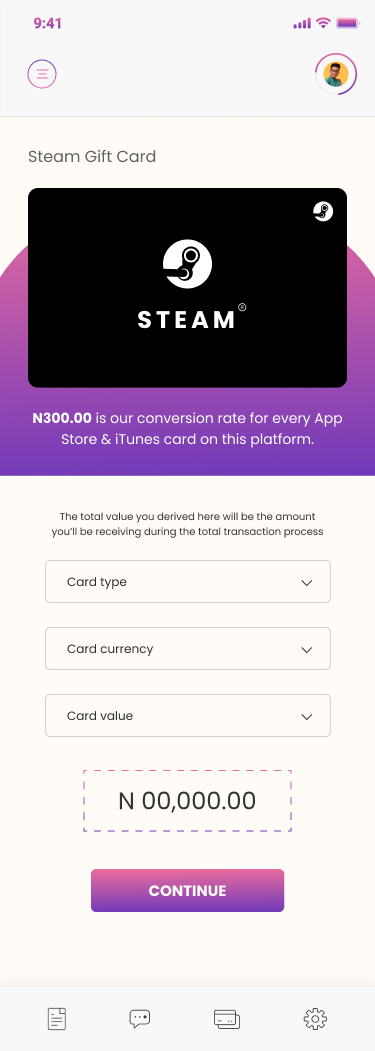 9:41
Steam Gift Card
STEAM®
N300.00 is our conversion rate for every App
Store & iTunes card on this platform.
The total value you derived here will be the amount
you'll be receiving during the total transaction process
Card type
Card currency
Card value
N 00,000.00
CONTINUE